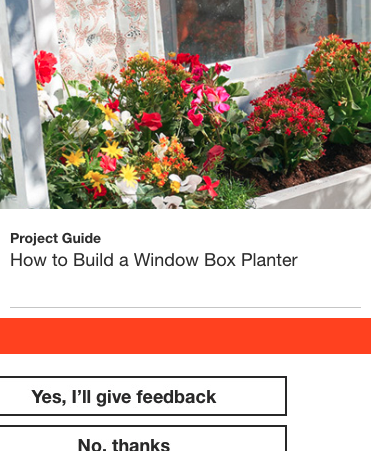 Project Guide
How to Build a Window Box Planter
Yes, I'll give feedback
No, thanks